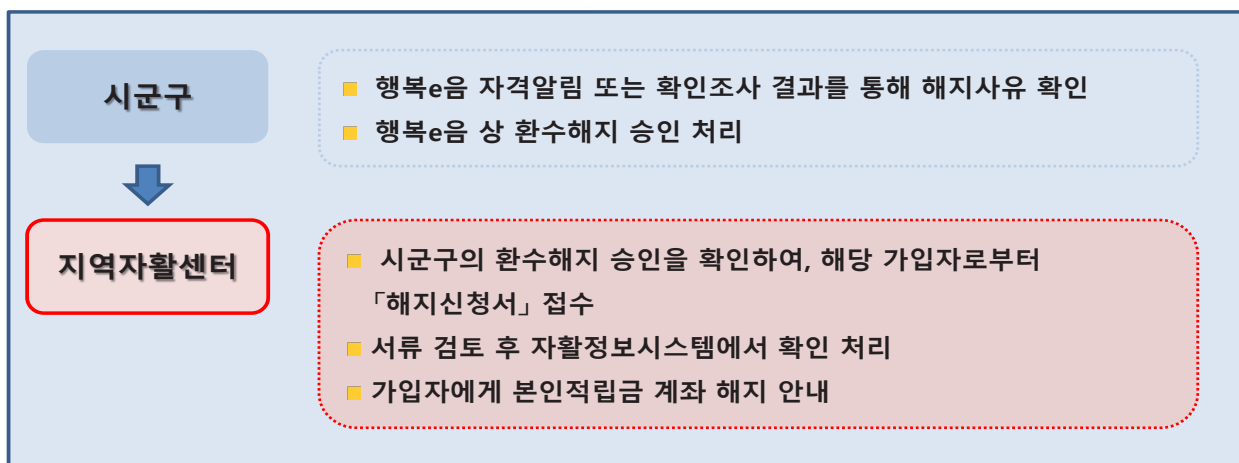 시군구
행복e음 자격알림 또는 확인조사 결과를 통해 해지사유 확인
행복e음 상 환수해지 승인 처리
지역자활센터
시군구의 환수해지 승인을 확인하여, 해당 가입자로부터
「해지신청서」 접수
서류 검토 후 자활정보시스템에서 확인 처리
가입자에게 본인적립금 계좌 해지 안내